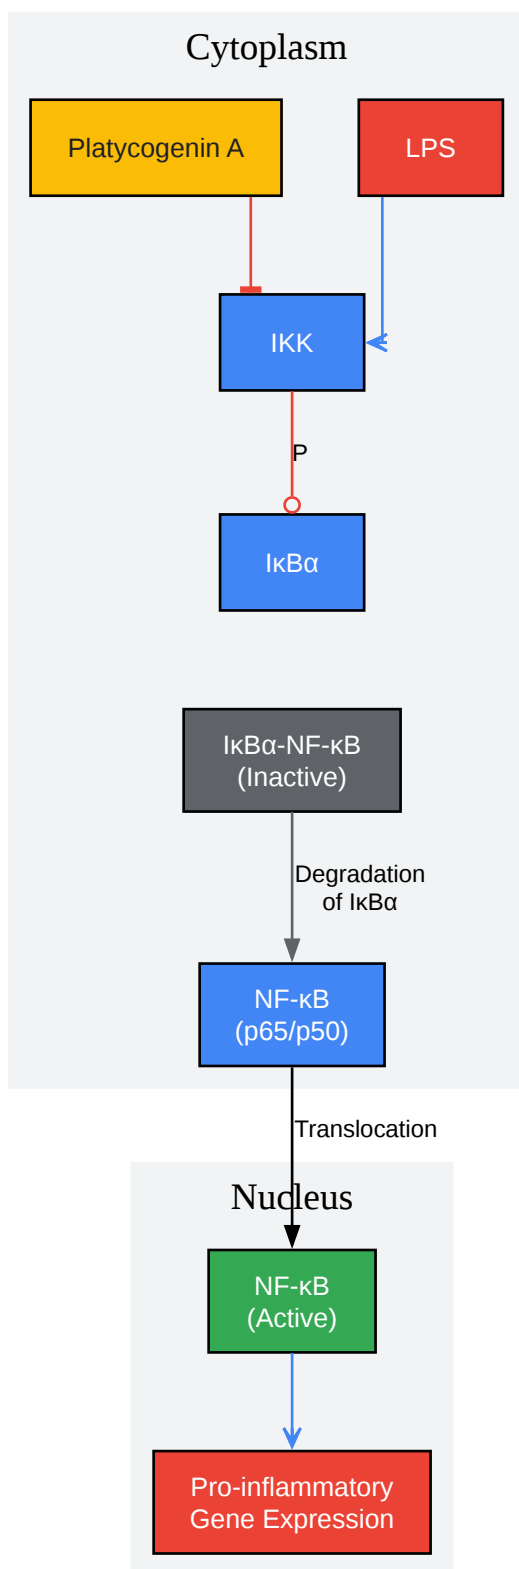 Cytoplasm
Platycogenin A
LPS
IKK
P
IκBα
IκBα-NF-κB
(Inactive)
Degradation
of IκBα
NF-κB
(p65/p50)
Translocation
Nucleus
NF-κB
(Active)
Pro-inflammatory
Gene Expression